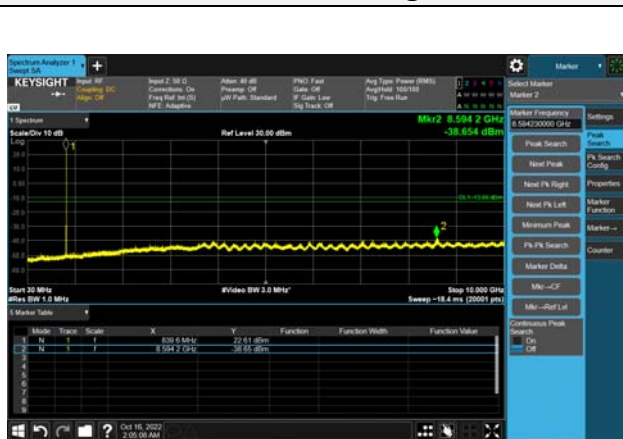 Spectrum Analyzer 1
Swept SA
+
Marker
KEYSIGHT
Input: RF
Coupling: DC
Align: Off
Input Z: 50 Ω
Corrections: On
Freq Ref: Int (S)
NFE: Adaptive
Atten: 40 dB
Preamp: Off
µW Path: Standard
PNO: Fast
Gate: Off
IF Gain: Low
Sig Track: Off
Avg Type: Power (RMS)
Avg|Hold: 100/100
Trig: Free Run
1 Spectrum
Scale/Div 10 dB
Log
Ref Level 30.00 dBm
Mkr2 8.594 2 GHz
-38.654 dBm
1
DL1 -13.00 dBm
2
Start 30 MHz
#Res BW 1.0 MHz
#Video BW 3.0 MHz*
Stop 10.000 GHz
Sweep ~18.4 ms (20001 pts)
5 Marker Table
Mode Trace Scale X Y Function Function Width Function Value
1 N 1 f 839.6 MHz 22.61 dBm
2 N 1 f 8.594 2 GHz -38.65 dBm
3
4
5
6
7
8
9
Select Marker
Marker 2
Marker Frequency
8.594230000 GHz
Peak Search
Next Peak
Next Pk Right
Next Pk Left
Minimum Peak
Pk-Pk Search
Marker Delta
Mkr→CF
Mkr→Ref Lvl
Continuous Peak
Search
On
Off
Settings
Peak
Search
Pk Search
Config
Properties
Marker
Function
Marker→
Counter
?
Oct 16, 2022
2:05:08 AM